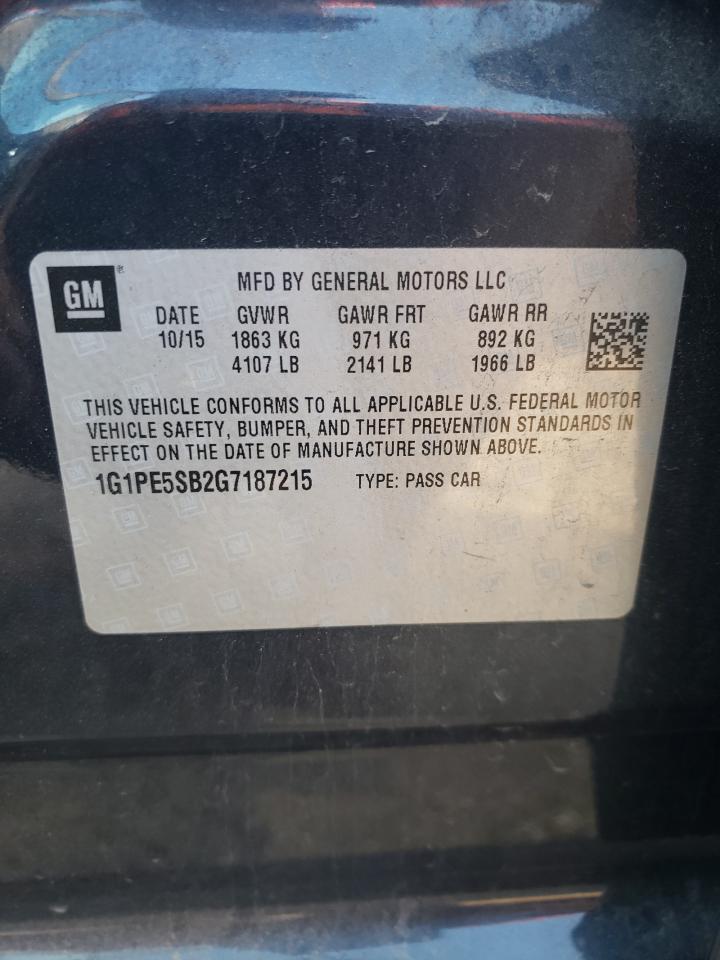 GM
MFD BY GENERAL MOTORS LLC
DATE GVWR GAWR FRT GAWR RR
10/15 1863 KG 971 KG 892 KG
4107 LB 2141 LB 1966 LB
THIS VEHICLE CONFORMS TO ALL APPLICABLE U.S. FEDERAL MOTOR
VEHICLE SAFETY, BUMPER, AND THEFT PREVENTION STANDARDS IN
EFFECT ON THE DATE OF MANUFACTURE SHOWN ABOVE.
1G1PE5SB2G7187215 TYPE: PASS CAR